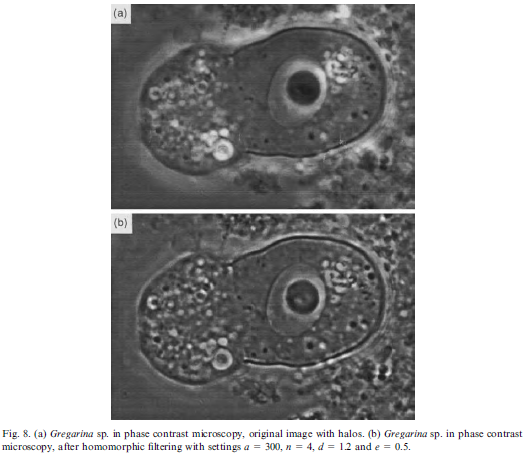 (a)
(b)
Fig. 8. (a) Gregarina sp. in phase contrast microscopy, original image with halos. (b) Gregarina sp. in phase contrast
microscopy, after homomorphic filtering with settings a = 300, n = 4, d = 1.2 and e = 0.5.